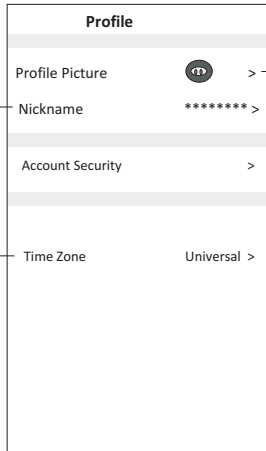 Profile
Profile Picture >
Nickname ******** >
Account Security >
Time Zone Universal >